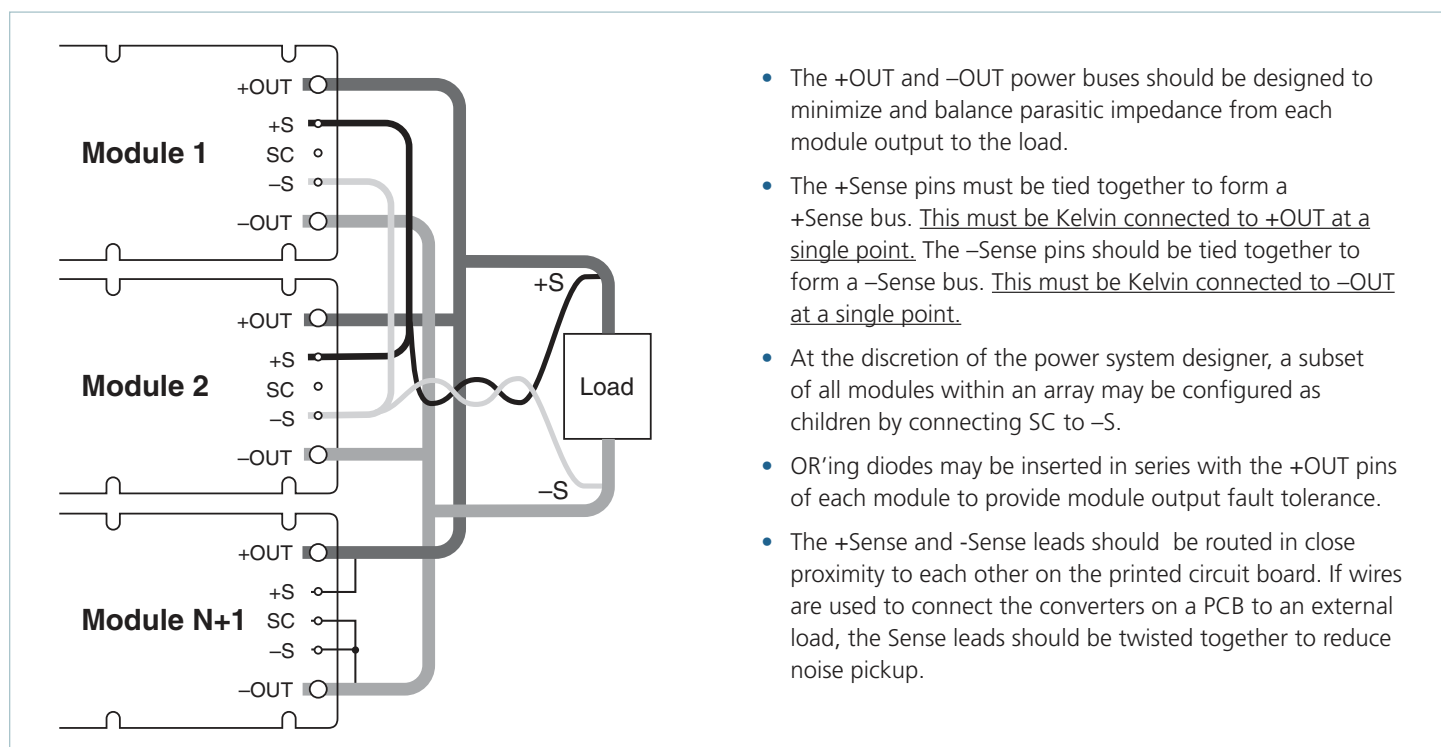 +OUT
+S
Module 1
SC
–S
–OUT
+OUT
+S
Module 2
SC
–S
–OUT
+OUT
+S
Module N+1
SC
–S
–OUT
+S
Load
–S
• The +OUT and –OUT power buses should be designed to
minimize and balance parasitic impedance from each
module output to the load.
• The +Sense pins must be tied together to form a
+Sense bus. This must be Kelvin connected to +OUT at a
single point. The –Sense pins should be tied together to
form a –Sense bus. This must be Kelvin connected to –OUT
at a single point.
• At the discretion of the power system designer, a subset
of all modules within an array may be configured as
children by connecting SC to –S.
• OR’ing diodes may be inserted in series with the +OUT pins
of each module to provide module output fault tolerance.
• The +Sense and -Sense leads should  be routed in close
proximity to each other on the printed circuit board. If wires
are used to connect the converters on a PCB to an external
load, the Sense leads should be twisted together to reduce
noise pickup.